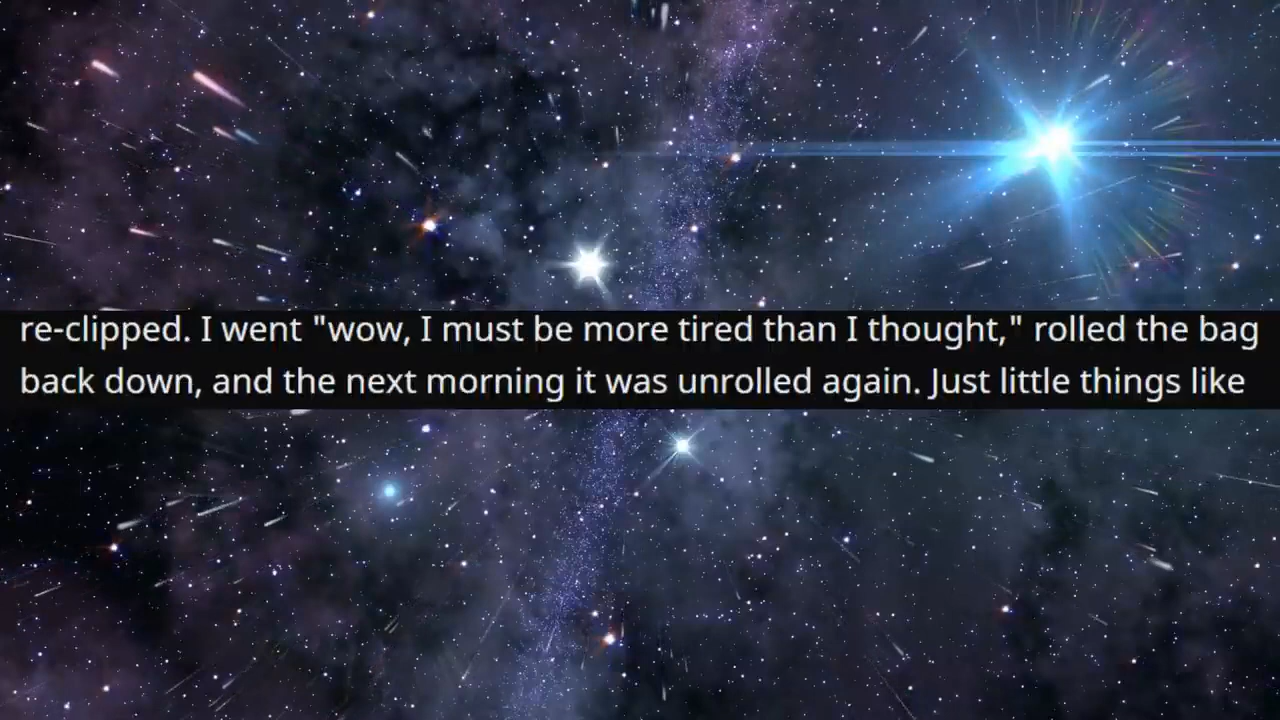 re-clipped. I went "wow, I must be more tired than I thought," rolled the bag
back down, and the next morning it was unrolled again. Just little things like